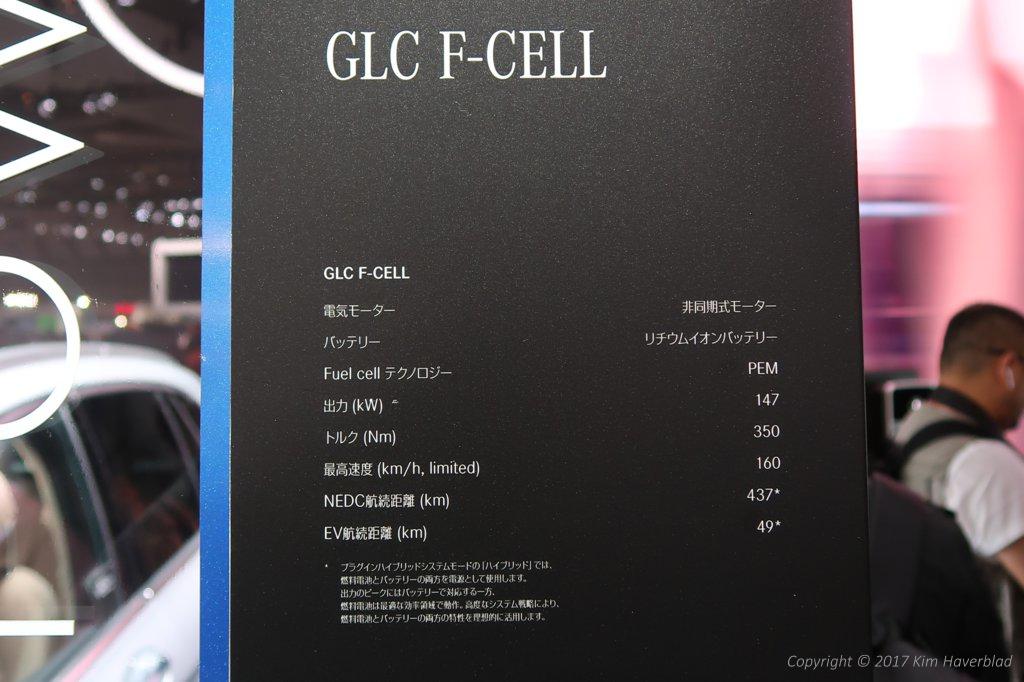 GLC F-CELL
GLC F-CELL
電気モーター 非同期式モーター
バッテリー リチウムイオンバッテリー
Fuel cell テクノロジー PEM
出力 (kW) 147
トルク (Nm) 350
最高速度 (km/h, limited) 160
NEDC航続距離 (km) 437*
EV航続距離 (km) 49*
* プラグインハイブリッドシステムモードの「ハイブリッド」では、
燃料電池とバッテリーの両方を電源として使用します。
出力のピークにはバッテリーで対応する一方、
燃料電池は最適な効率領域で動作。高度なシステム戦略により、
燃料電池とバッテリーの両方の特性を理想的に活用します。
Copyright © 2017 Kim Haverblad